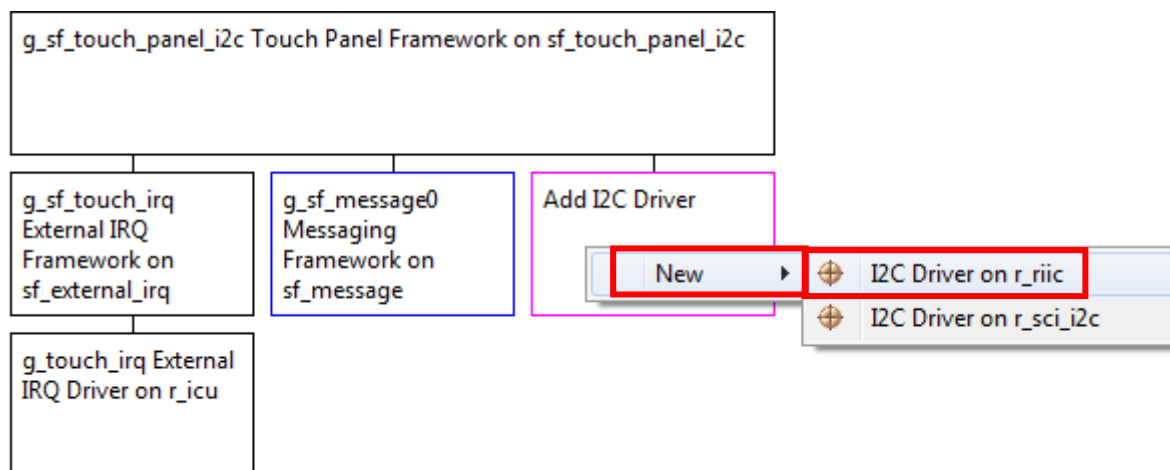 g_sf_touch_panel_i2c Touch Panel Framework on sf_touch_panel_i2c
g_sf_touch_irq
External IRQ
Framework on
sf_external_irq
g_sf_message0
Messaging
Framework on
sf_message
Add I2C Driver
New
I2C Driver on r_riic
I2C Driver on r_sci_i2c
g_touch_irq External
IRQ Driver on r_icu